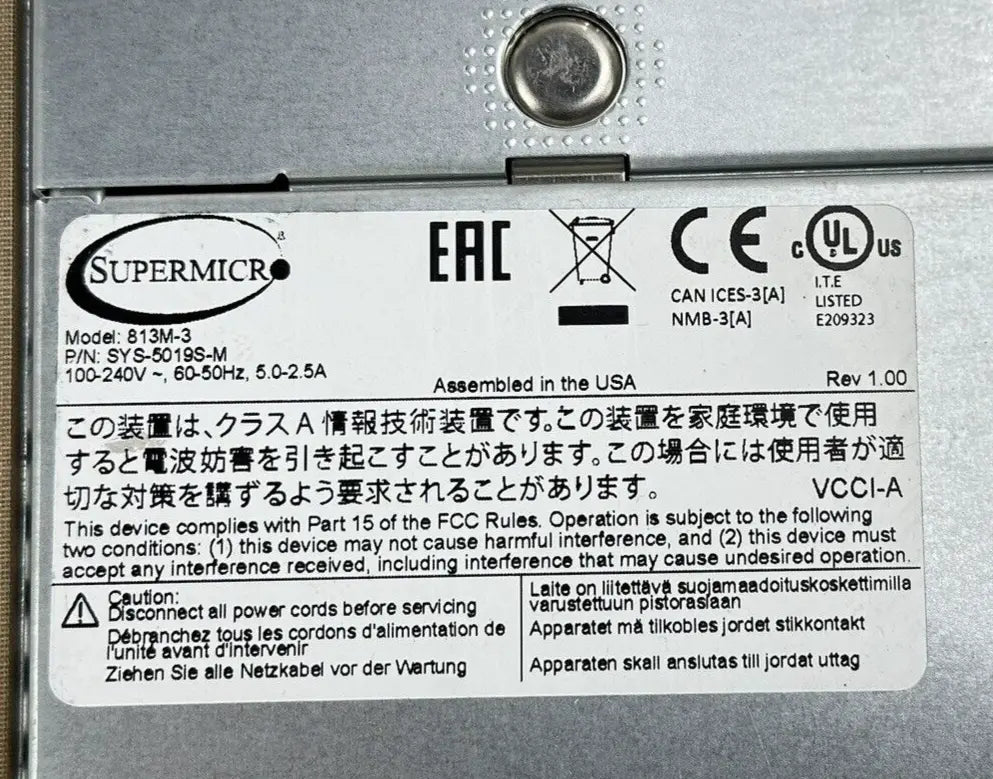 SUPERMICRO®
EAC
CE
c UL us
®
CAN ICES-3[A]
NMB-3[A]
I.T.E
LISTED
E209323
Model: 813M-3
P/N: SYS-5019S-M
100-240V ~, 60-50Hz, 5.0-2.5A
Assembled in the USA
Rev 1.00
この装置は、クラスA情報技術装置です。この装置を家庭環境で使用
すると電波妨害を引き起こすことがあります。この場合には使用者が適
切な対策を講ずるよう要求されることがあります。
VCCI-A
This device complies with Part 15 of the FCC Rules. Operation is subject to the following
two conditions: (1) this device may not cause harmful interference, and (2) this device must
accept any interference received, including interference that may cause undesired operation.
Caution:
Disconnect all power cords before servicing
Débranchez tous les cordons d'alimentation de
l'unité avant d'intervenir
Ziehen Sie alle Netzkabel vor der Wartung
Laite on liitettävä suojamaadoituskoskettimilla
varustettuun pistorasiaan
Apparatet må tilkobles jordet stikkontakt
Apparaten skall anslutas till jordat uttag